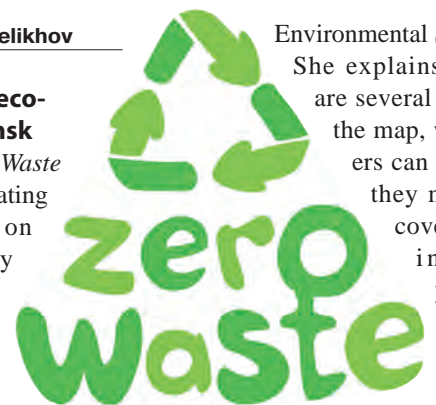 elikhov
eco-
nsk
Waste
ating
on
y
zero
waste
Environmental
She explains
are several
the map,
ers can
they
cove
in